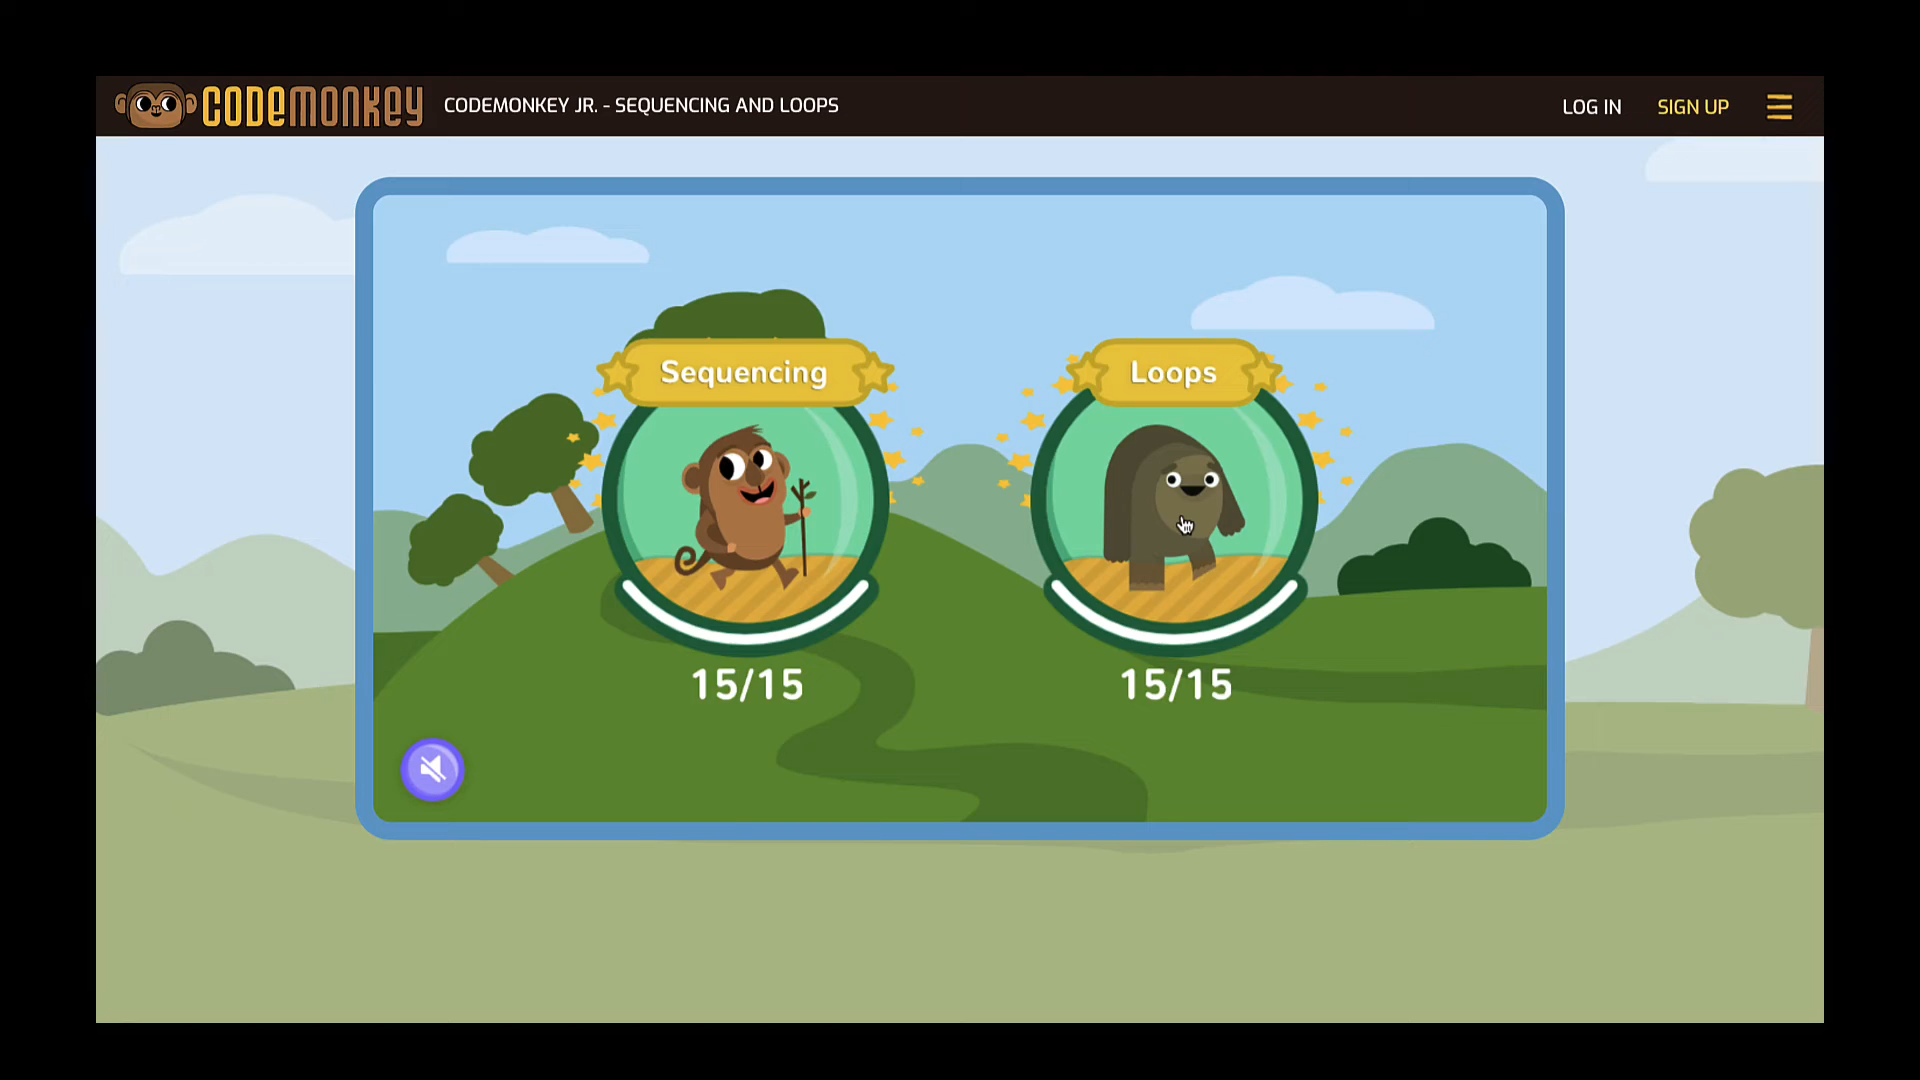 CODEMONKEY
CODEMONKEY JR. - SEQUENCING AND LOOPS
LOG IN
SIGN UP
Sequencing
Loops
15/15
15/15